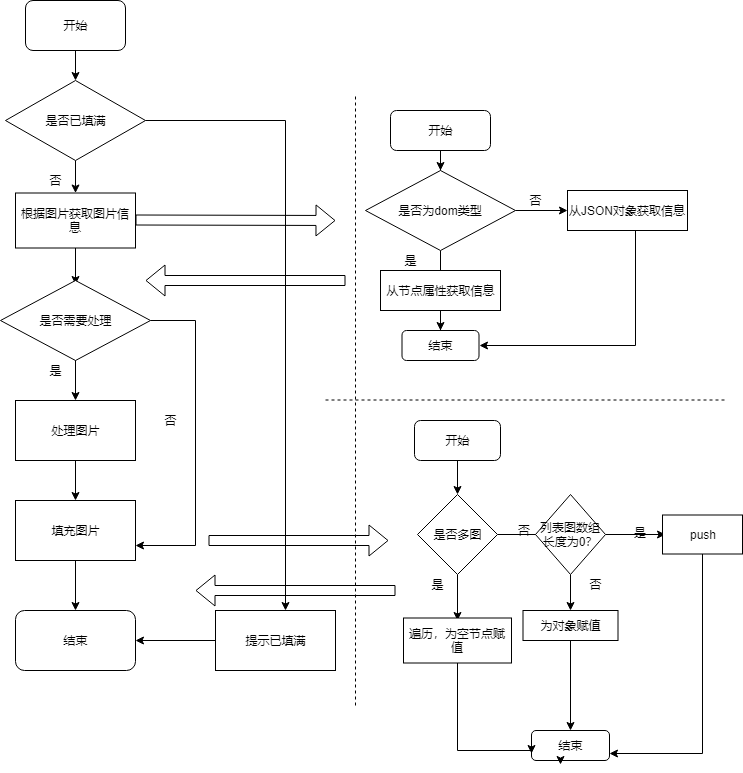 开始
是否已填满
否
根据图片获取图片信
息
是否需要处理
是
否
处理图片
填充图片
结束
提示已填满
开始
是否为dom类型
否
从JSON对象获取信息
是
从节点属性获取信息
结束
开始
是否多图
否
列表图数组
长度为0?
是
push
是
否
遍历，为空节点赋
值
为对象赋值
结束